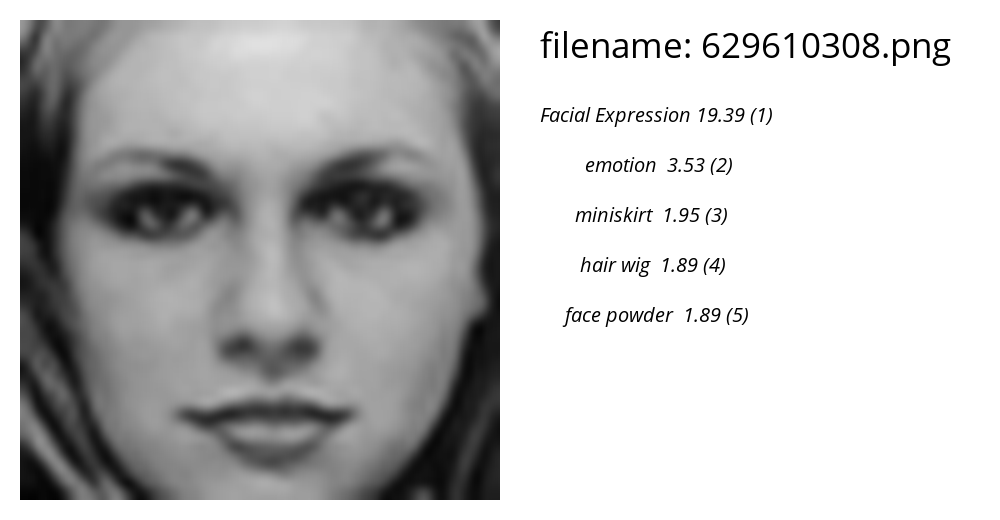 filename: 629610308.png
Facial Expression 19.39 (1)
emotion 3.53 (2)
miniskirt 1.95 (3)
hair wig 1.89 (4)
face powder 1.89 (5)